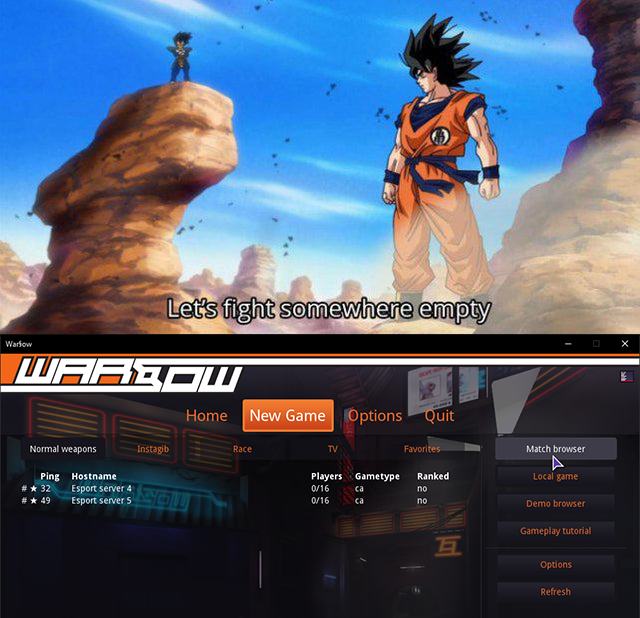 Let's fight somewhere empty
Warfow
WARSOW
Home New Game Options Quit
Normal weapons Instagib Race TV Favorites Match browser
Ping Hostname Players Gametype Ranked
# ★ 32 Esport server 4 0/16 ca no
# ★ 49 Esport server 5 0/16 ca no
Local game
Demo browser
Gameplay tutorial
Options
Refresh
互